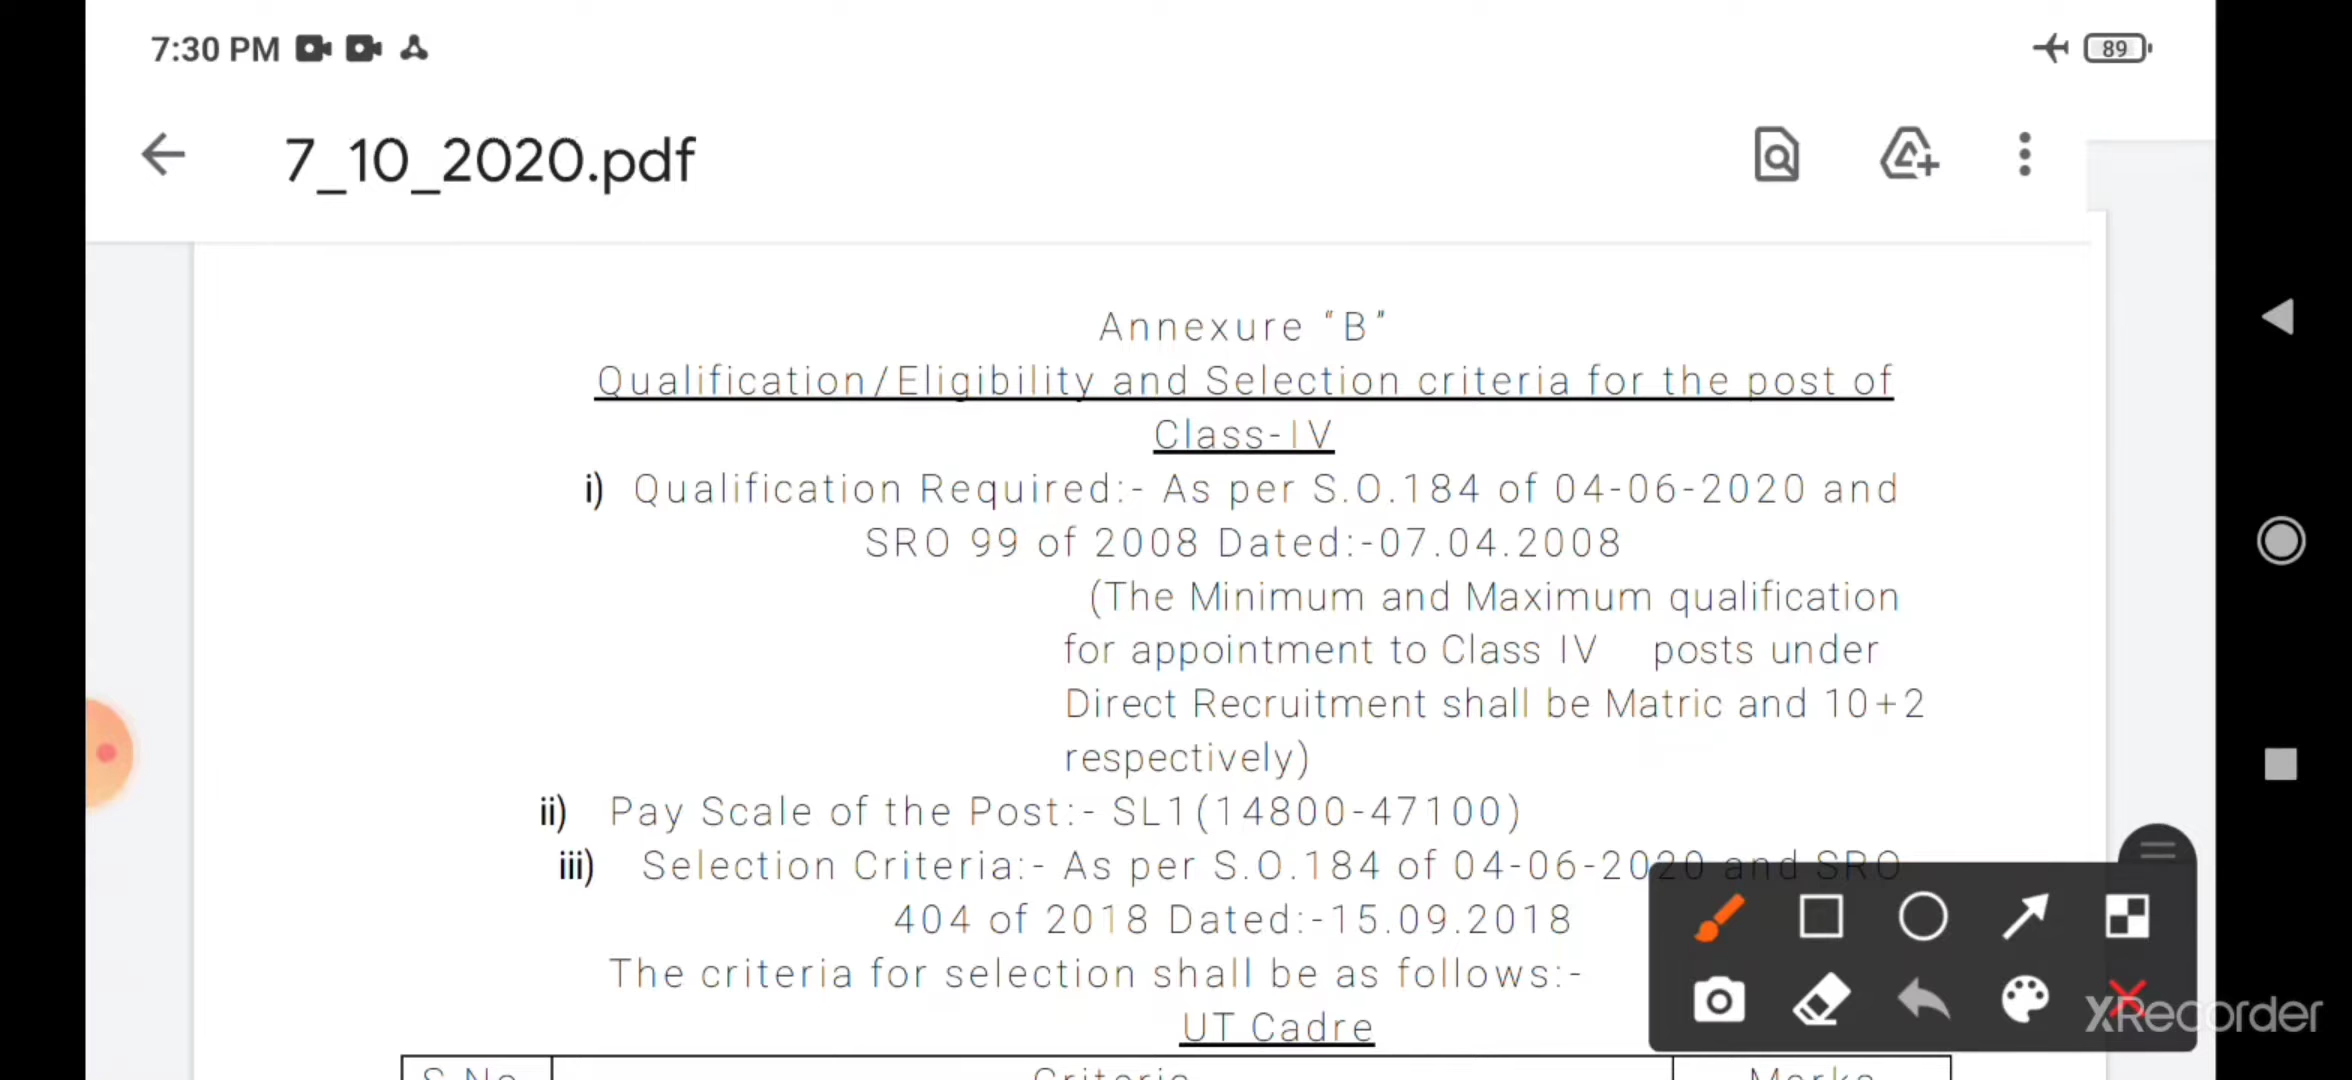 7:30 PM
89
7_10_2020.pdf
Annexure “B”
Qualification/Eligibility and Selection criteria for the post of
Class-IV
i) Qualification Required:- As per S.O.184 of 04-06-2020 and
SRO 99 of 2008 Dated:-07.04.2008
(The Minimum and Maximum qualification
for appointment to Class IV posts under
Direct Recruitment shall be Matric and 10+2
respectively)
ii) Pay Scale of the Post:- SL1(14800-47100)
iii) Selection Criteria:- As per S.O.184 of 04-06-2020 and SRO
404 of 2018 Dated:-15.09.2018
The criteria for selection shall be as follows:-
UT Cadre
S.No Criteria Marks
XRecorder